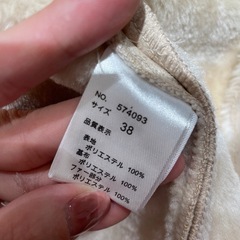 NO. 574093
サイズ
38
品質表示
表地
ポリエステル 100%
基布
ポリエステル 100%
ファー部分
ポリエステル 100%